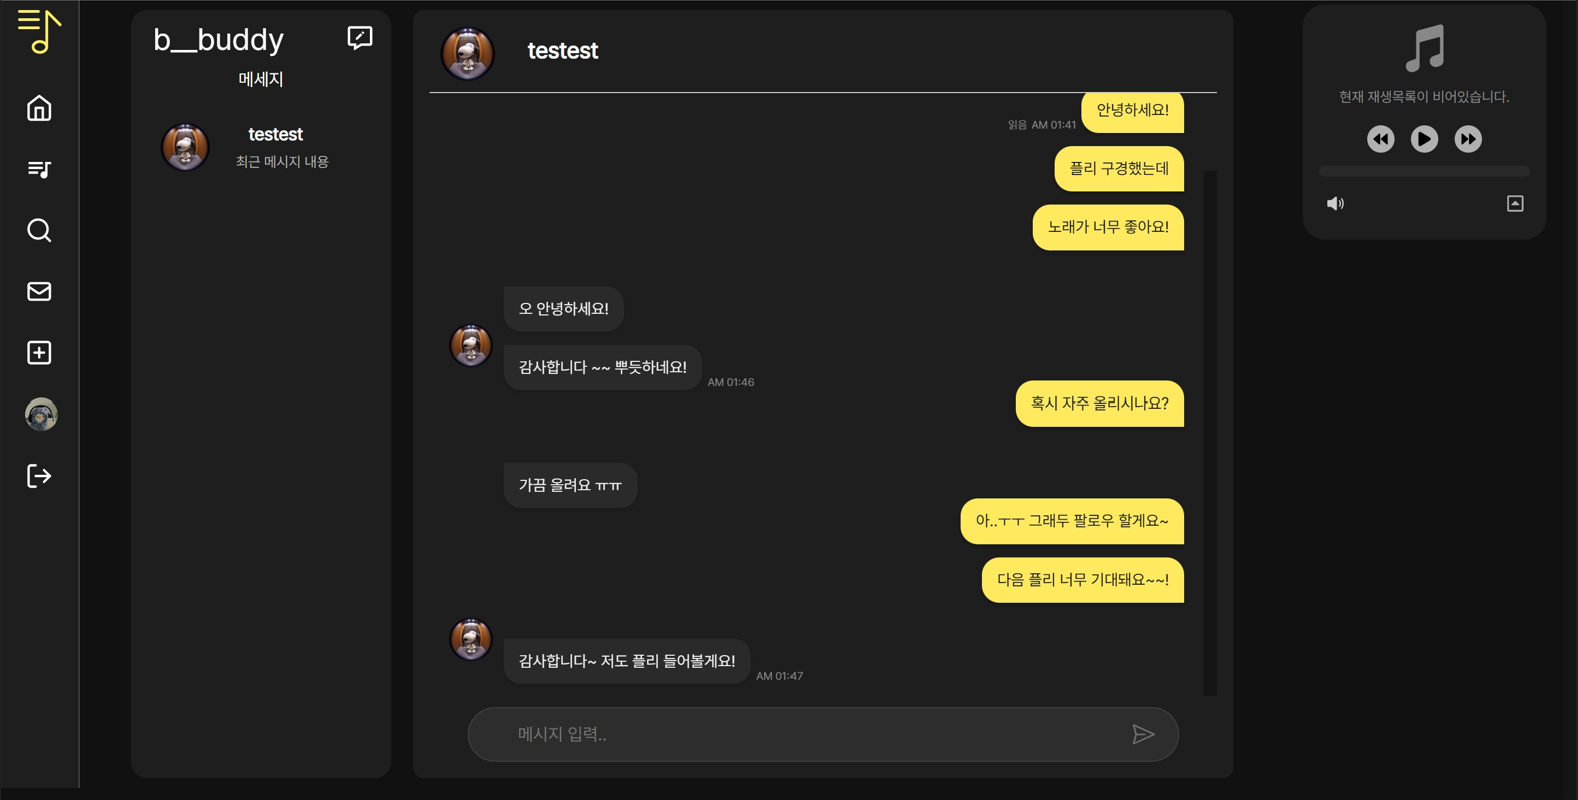 b__buddy
메세지
testest
최근 메시지 내용
testest
안녕하세요!
읽음 AM 01:41
플리 구경했는데
노래가 너무 좋아요!
오 안녕하세요!
감사합니다 ~~ 뿌듯하네요!
AM 01:46
혹시 자주 올리시나요?
가끔 올려요 ㅠㅠ
아..ㅜㅜ 그래두 팔로우 할게요~
다음 플리 너무 기대돼요~~!
감사합니다~ 저도 플리 들어볼게요!
AM 01:47
메시지 입력..
현재 재생목록이 비어있습니다.